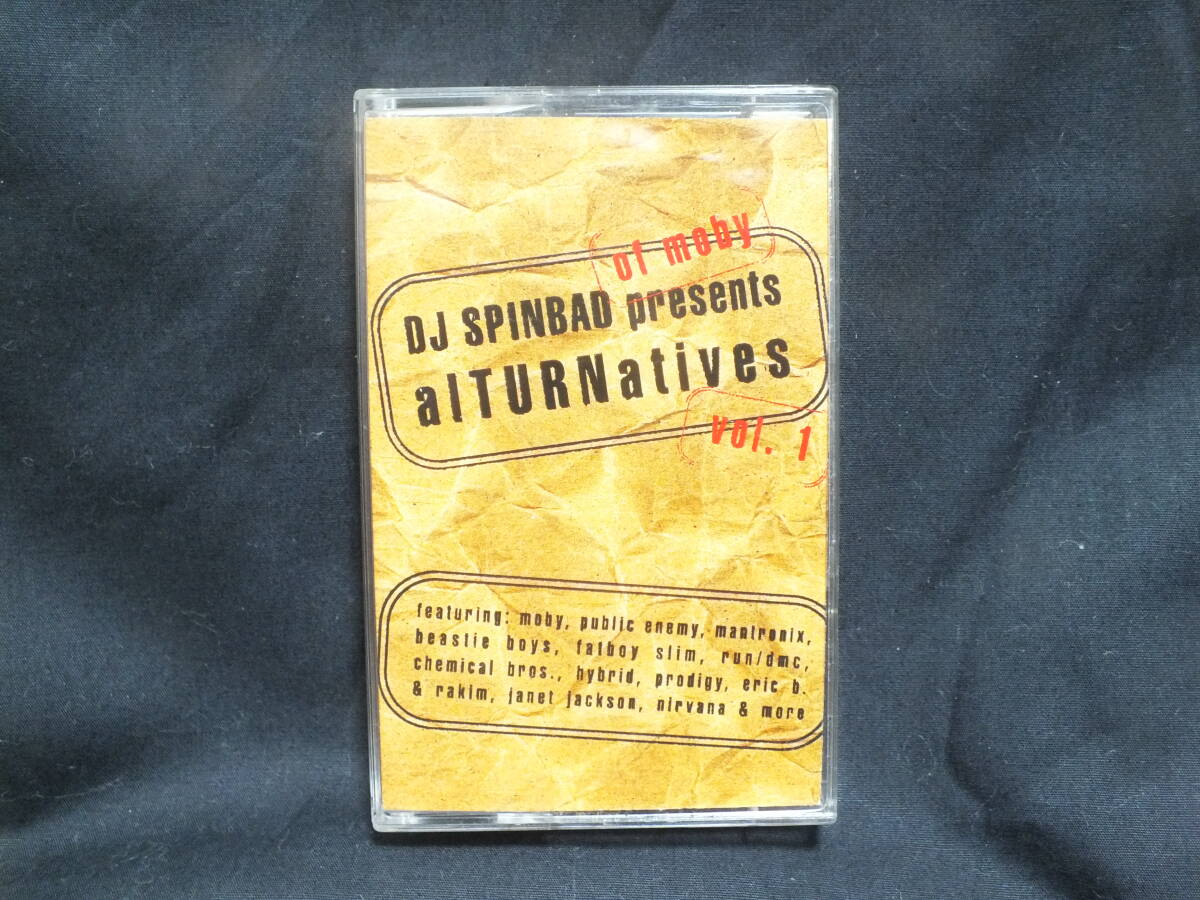 of moby
DJ SPINBAD presents
alTURNatives
vol. 1
featuring: moby, public enemy, mantronix,
beastie boys, fatboy slim, run/dmc,
chemical bros., hybrid, prodigy, eric b.
& rakim, janet jackson, nirvana & more